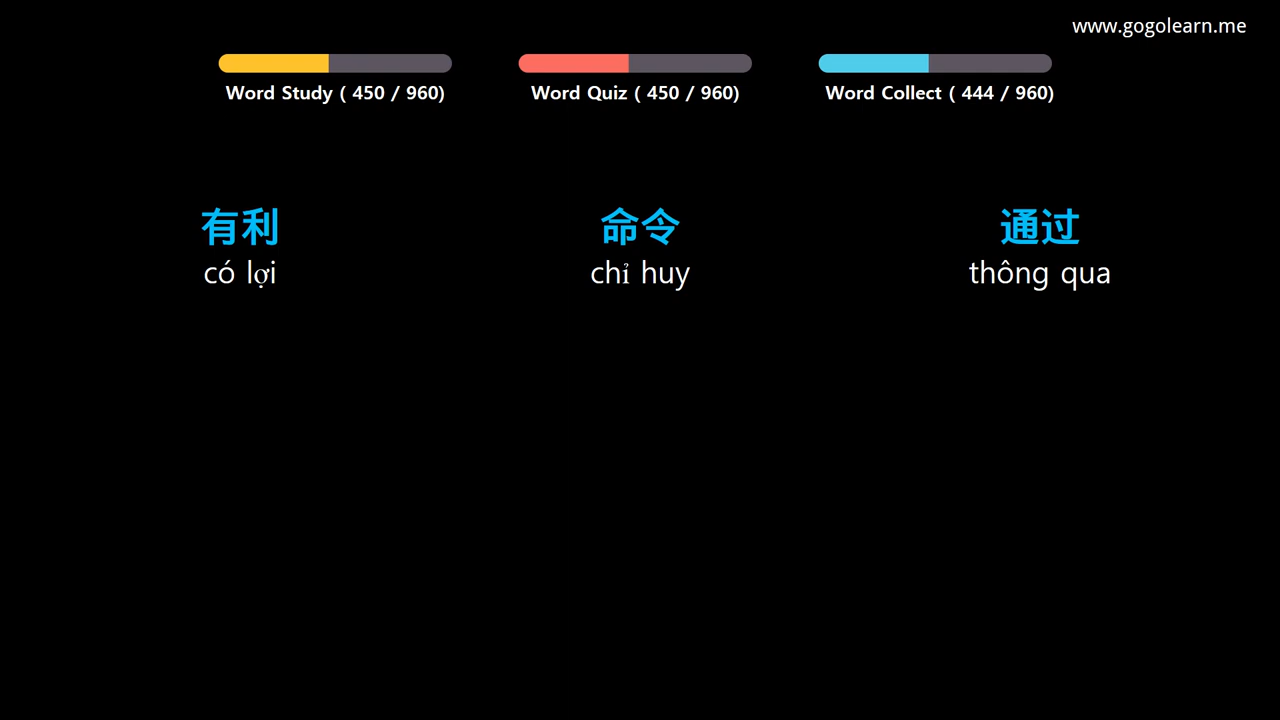 www.gogolearn.me
Word Study ( 450 / 960)
Word Quiz ( 450 / 960)
Word Collect ( 444 / 960)
有利
命令
通过
có lợi
chỉ huy
thông qua